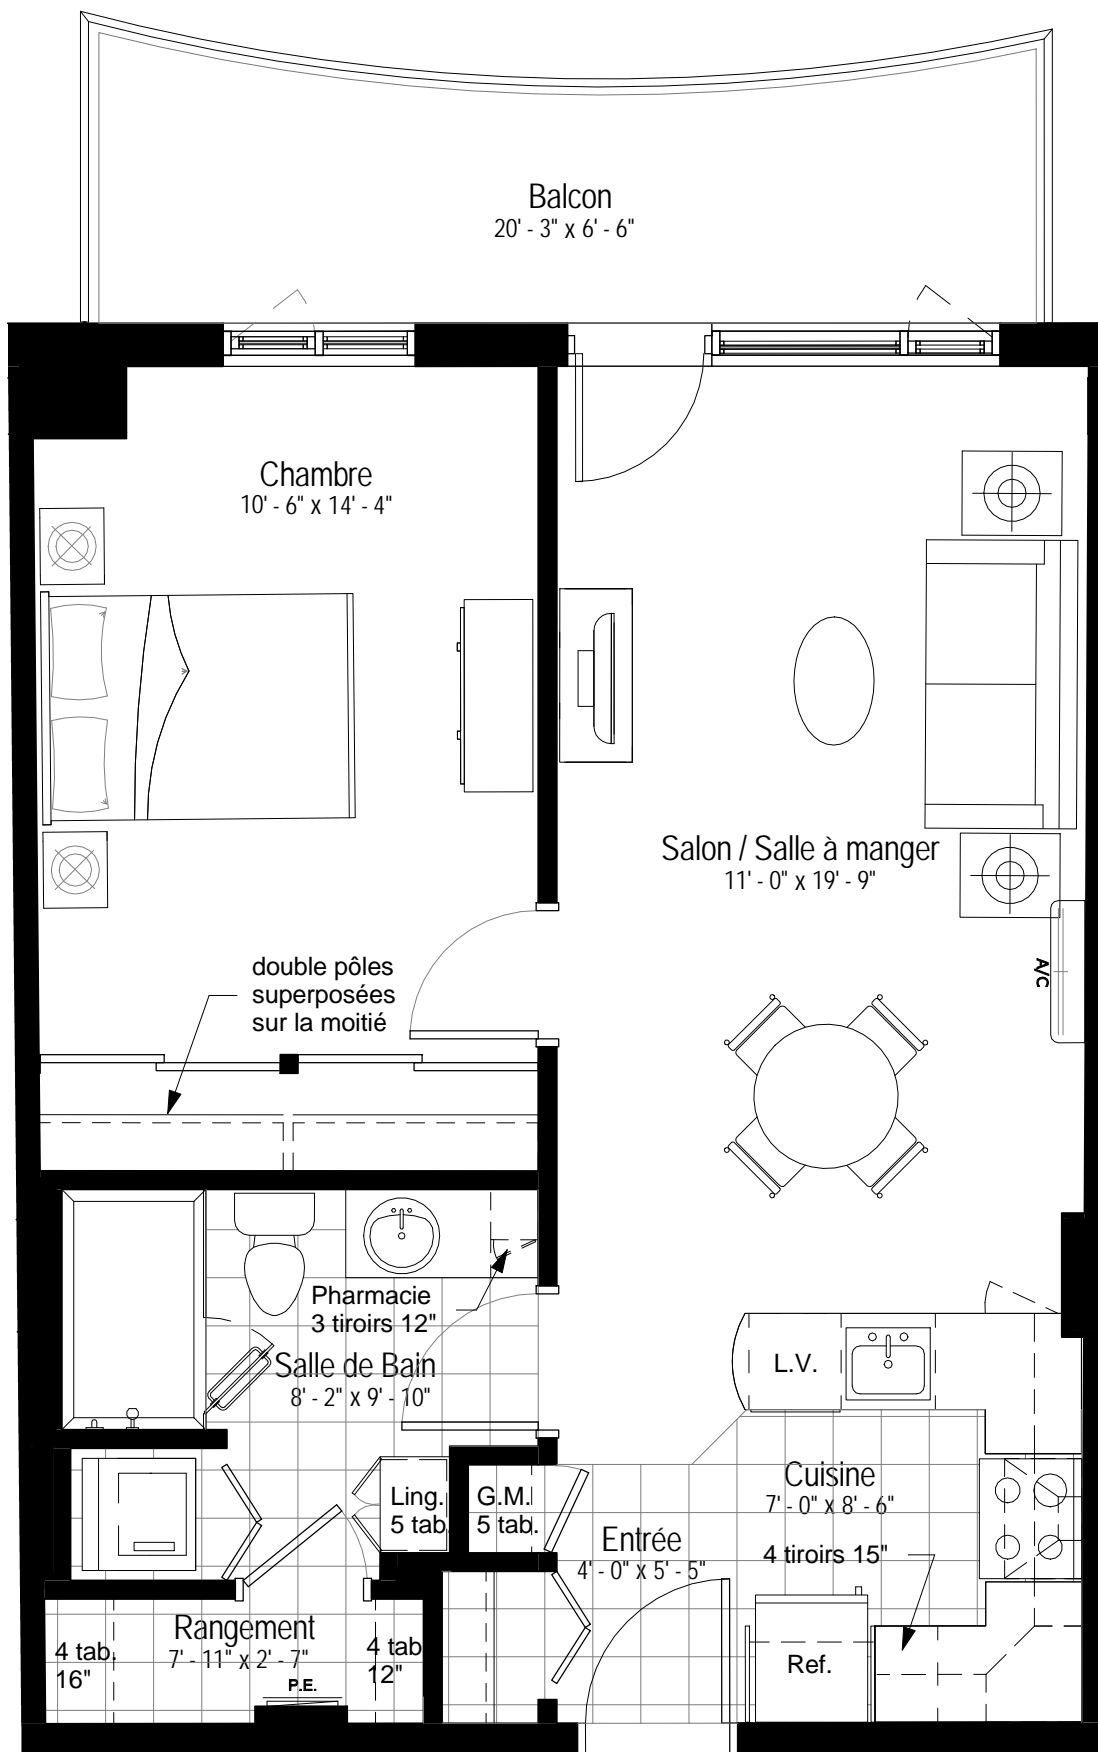 Balcon
20' - 3" x 6' - 6"
Chambre
10' - 6" x 14' - 4"
Salon / Salle à manger
11' - 0" x 19' - 9"
A/C
double pôles
superposées
sur la moitié
Pharmacie
3 tiroirs 12"
Salle de Bain
8' - 2" x 9' - 10"
L.V.
Cuisine
7' - 0" x 8' - 6"
Ling.
5 tab.
G.M.
5 tab.
Entrée
4' - 0" x 5' - 5"
4 tiroirs 15"
Rangement
7' - 11" x 2' - 7"
4 tab.
16"
4 tab.
12"
P.E.
Ref.